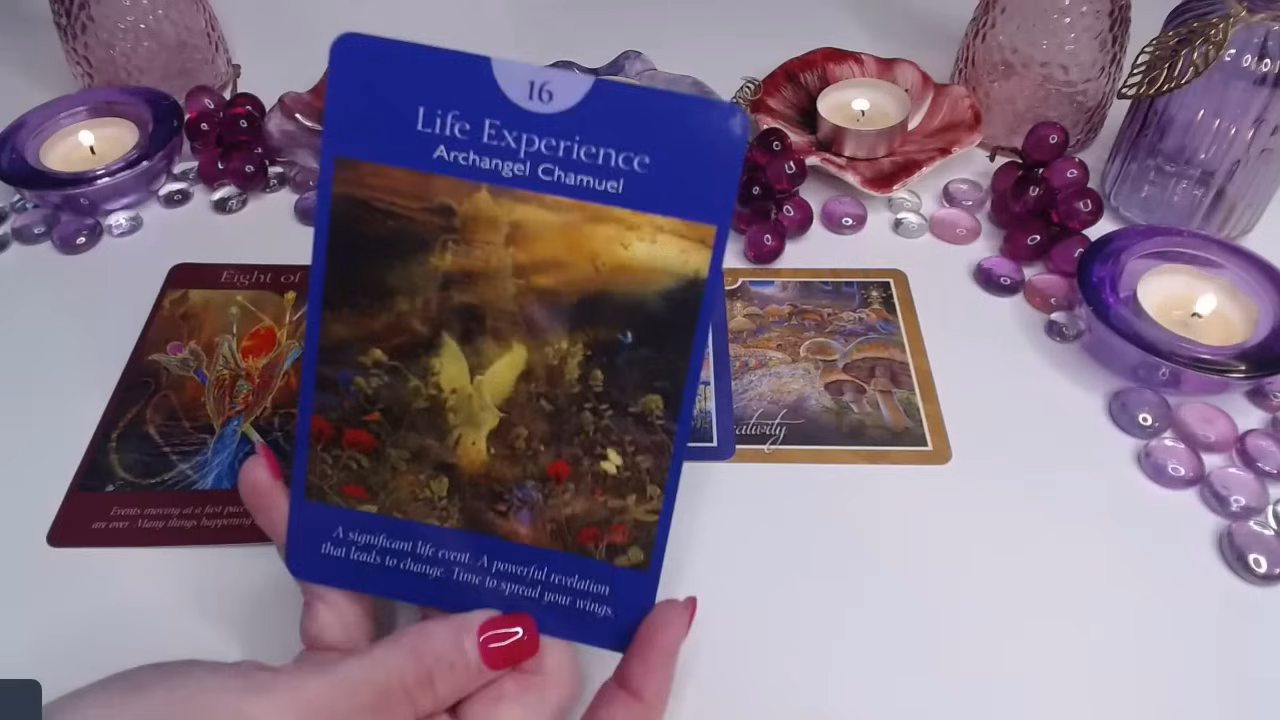 16
Life Experience
Archangel Chamuel
A significant life event. A powerful revelation
that leads to change. Time to spread your wings.
Eight of
Events moving at a fast pace
are over. Many things happening
ativity